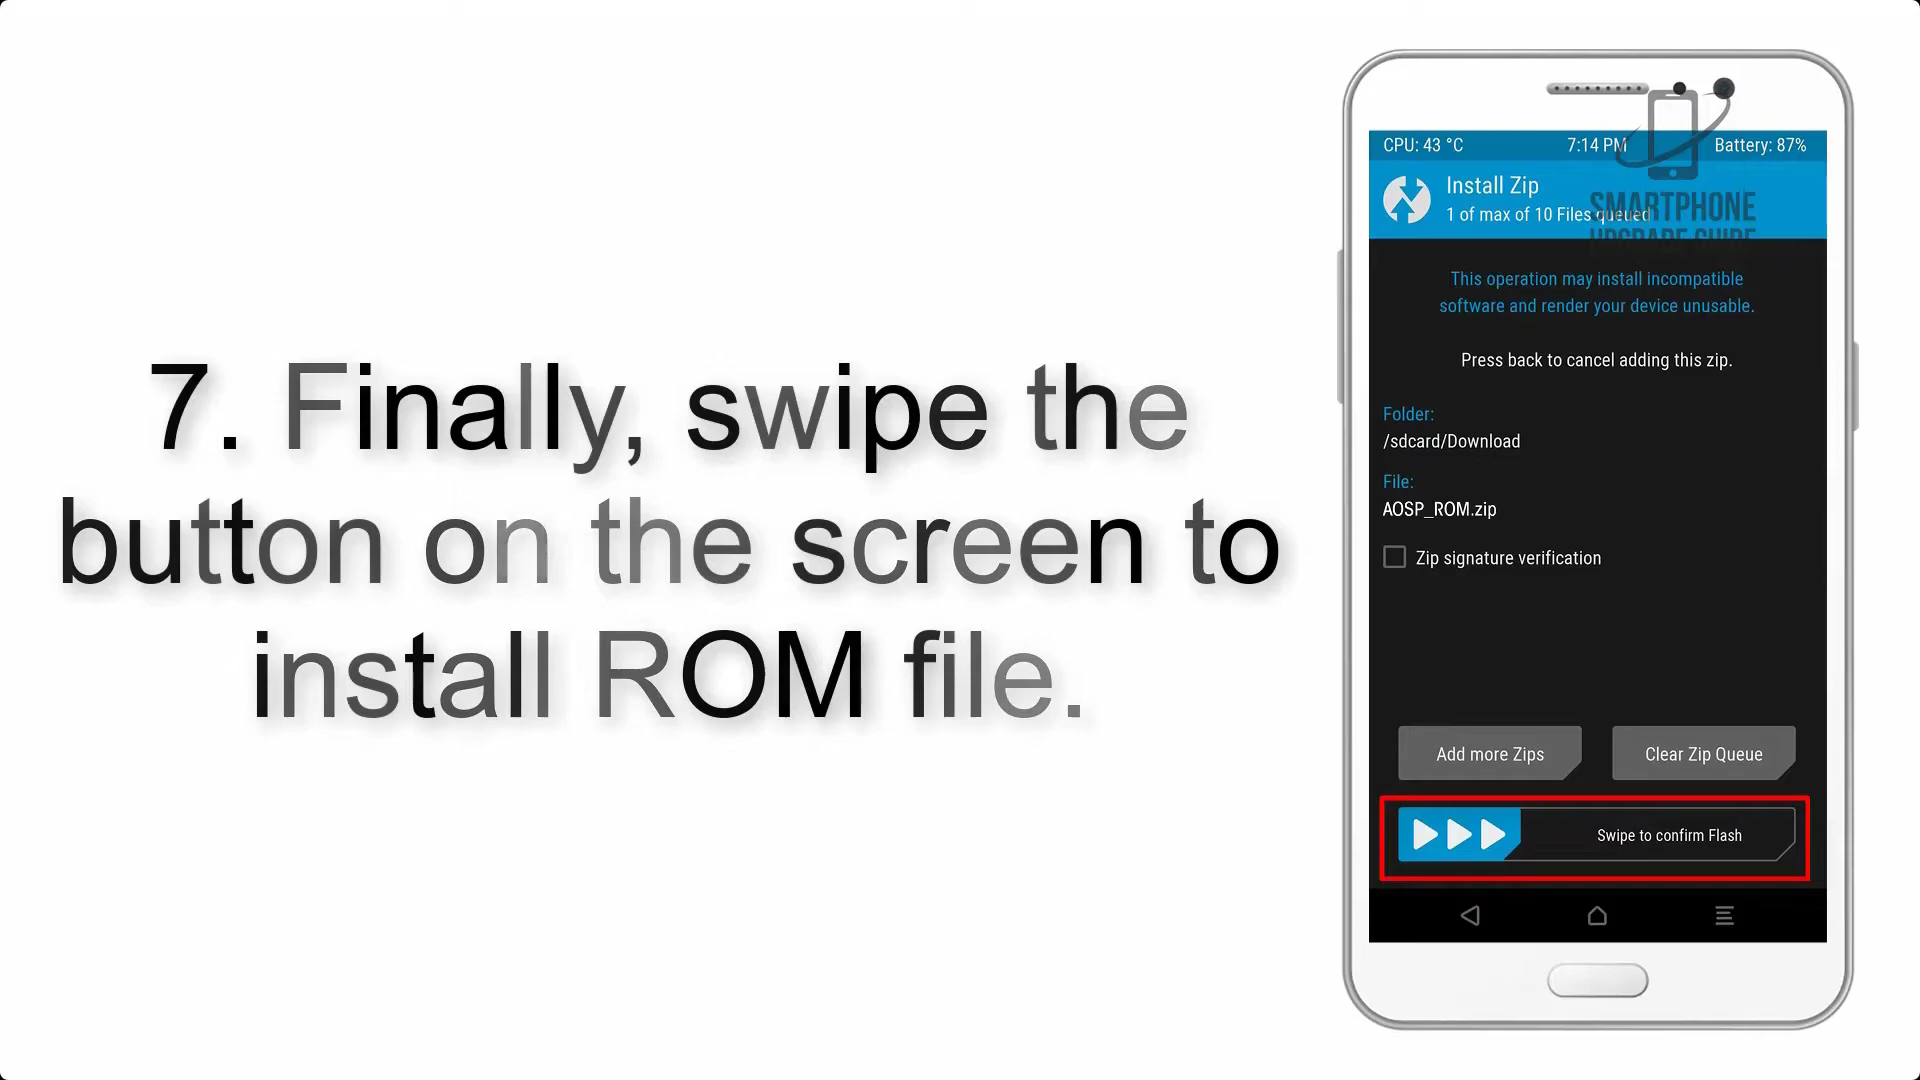 7. Finally, swipe the
button on the screen to
install ROM file.
CPU: 43 °C 7:14 PM Battery: 87%
Install Zip
1 of max of 10 Files queued
SMARTPHONE
UPGRADE GUIDE
This operation may install incompatible
software and render your device unusable.
Press back to cancel adding this zip.
Folder:
/sdcard/Download
File:
AOSP_ROM.zip
Zip signature verification
Add more Zips Clear Zip Queue
Swipe to confirm Flash